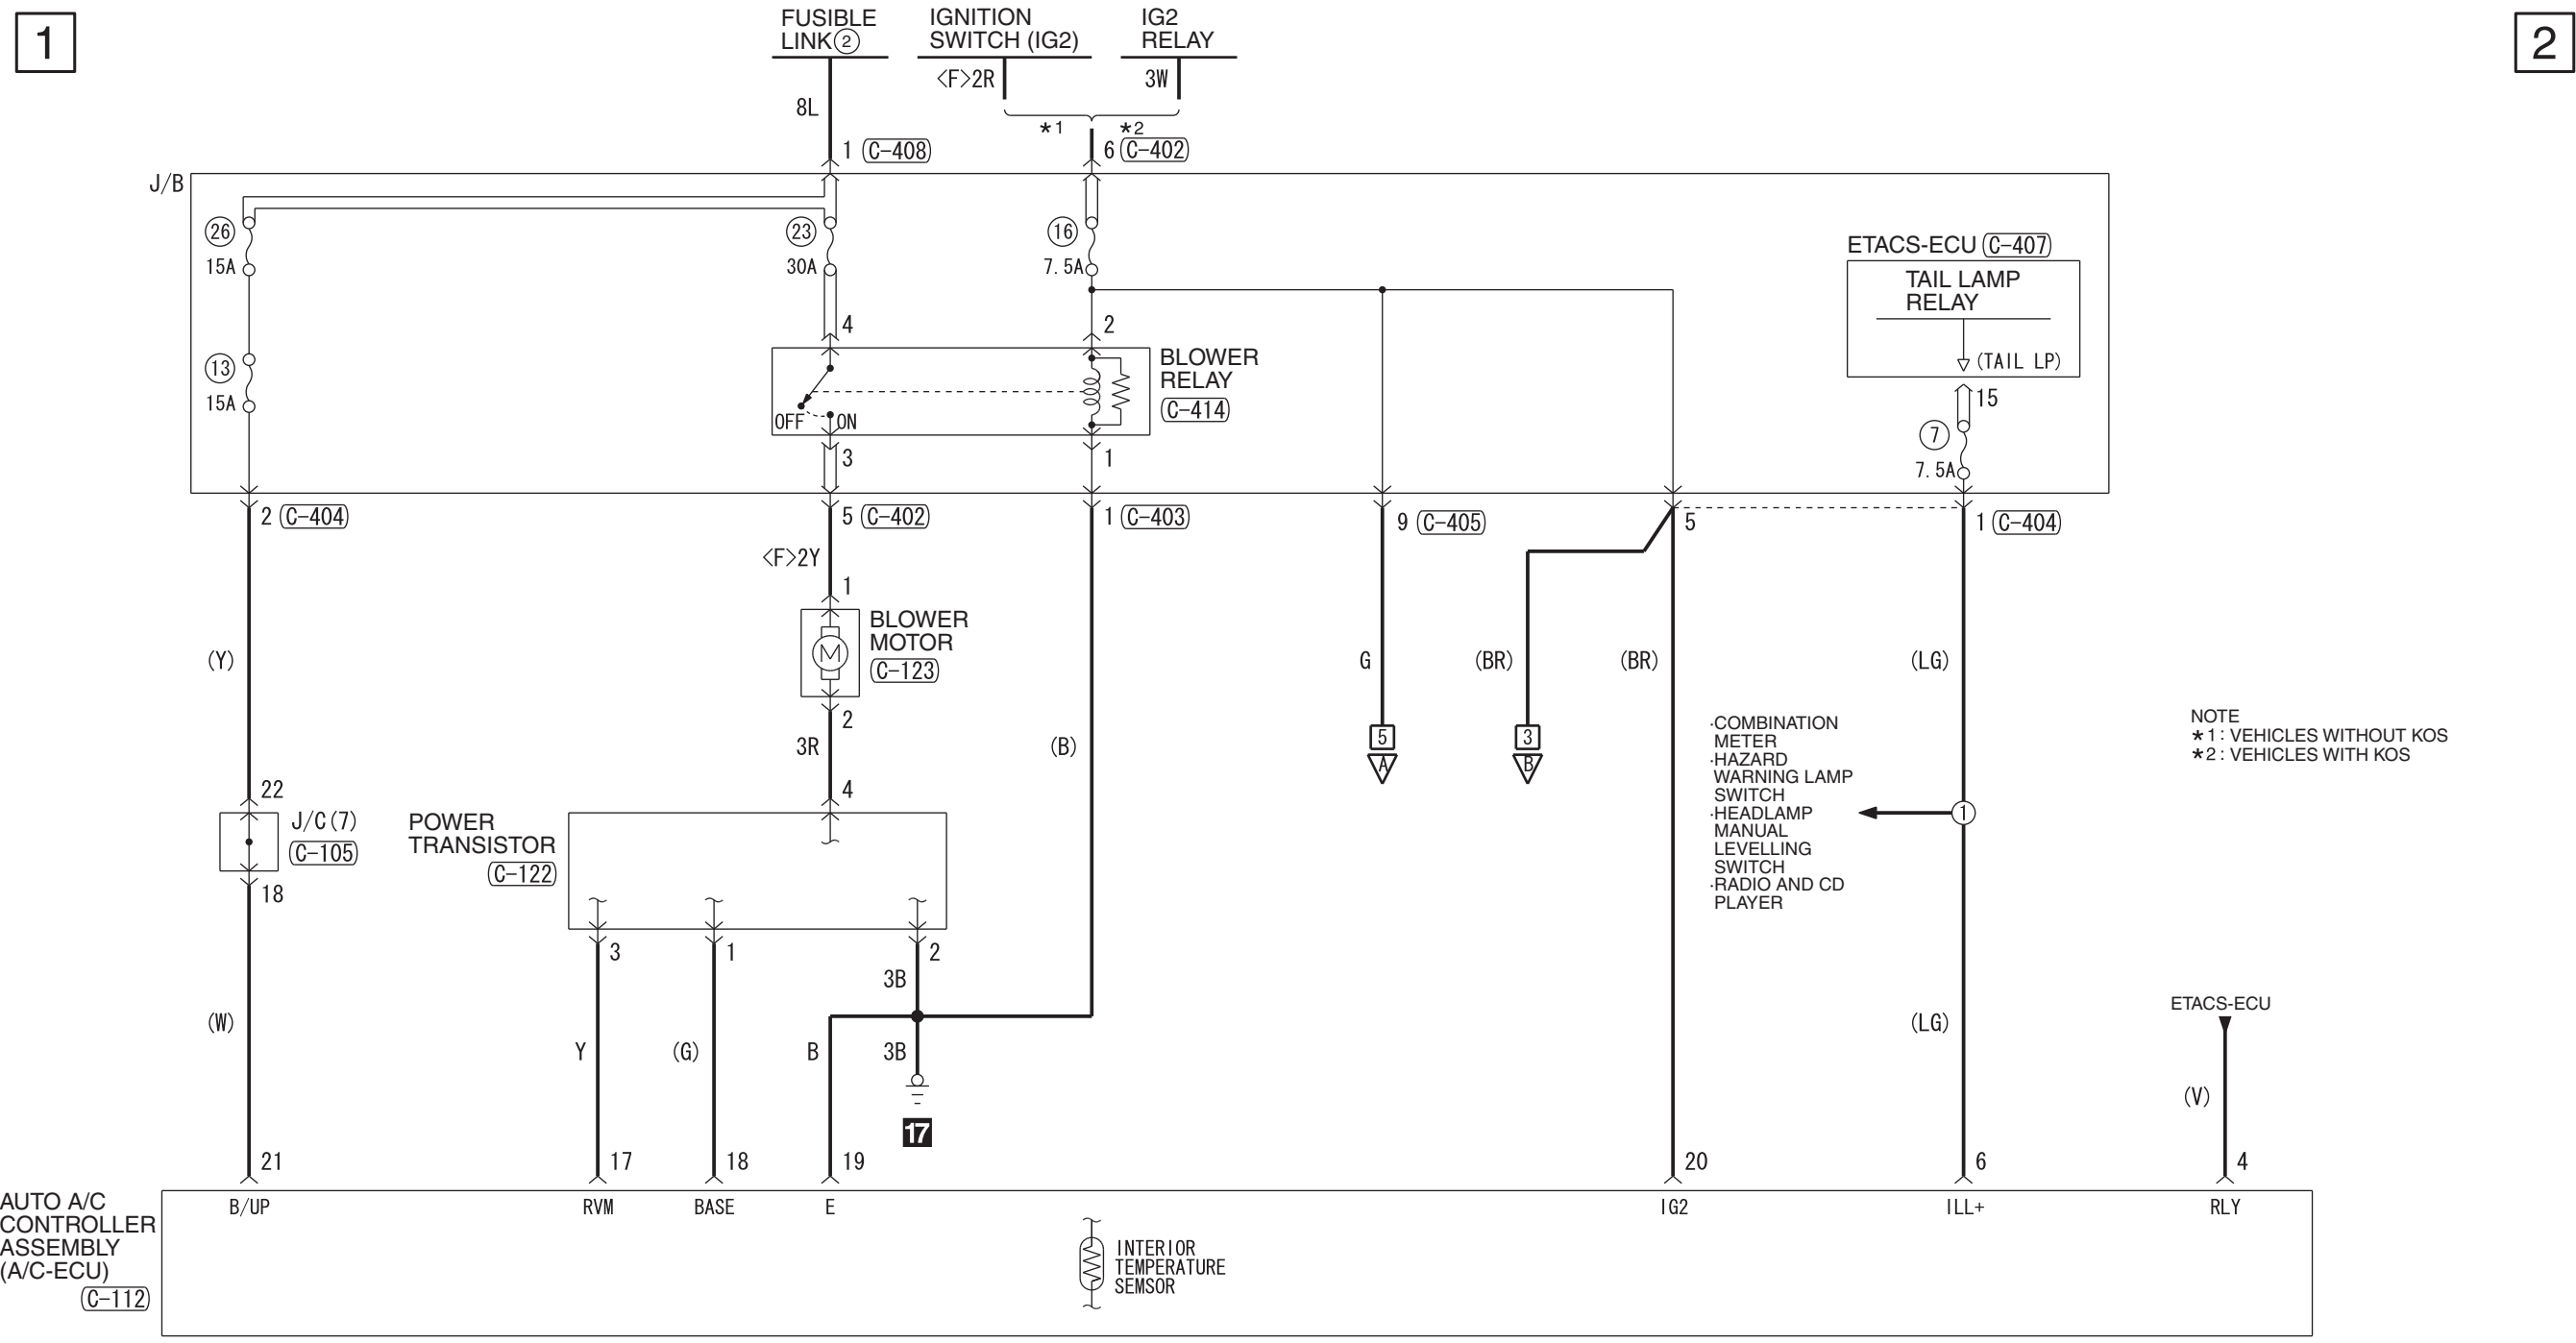 1
2
FUSIBLE
LINK②
IGNITION
SWITCH (IG2)
IG2
RELAY
<F>2R
3W
8L
*1
*2
1 C-408
6 C-402
J/B
26
15A
23
30A
16
7.5A
ETACS-ECU C-407
TAIL LAMP
RELAY
(TAIL LP)
4
2
BLOWER
RELAY
C-414
13
15A
OFF
ON
15
7
7.5A
3
1
2 C-404
5 C-402
1 C-403
9 C-405
5
1 C-404
<F>2Y
1
BLOWER
MOTOR
C-123
(Y)
G
(BR)
(BR)
(LG)
2
3R
(B)
5
A
3
B
·COMBINATION
METER
·HAZARD
WARNING LAMP
SWITCH
·HEADLAMP
MANUAL
LEVELLING
SWITCH
·RADIO AND CD
PLAYER
1
NOTE
*1: VEHICLES WITHOUT KOS
*2: VEHICLES WITH KOS
22
J/C(7)
C-105
18
4
POWER
TRANSISTOR
C-122
3
1
2
3B
(W)
Y
(G)
B
3B
(LG)
ETACS-ECU
(V)
17
21
17
18
19
20
6
4
AUTO A/C
CONTROLLER
ASSEMBLY
(A/C-ECU)
C-112
B/UP
RVM
BASE
E
IG2
ILL+
RLY
INTERIOR
TEMPERATURE
SEMSOR